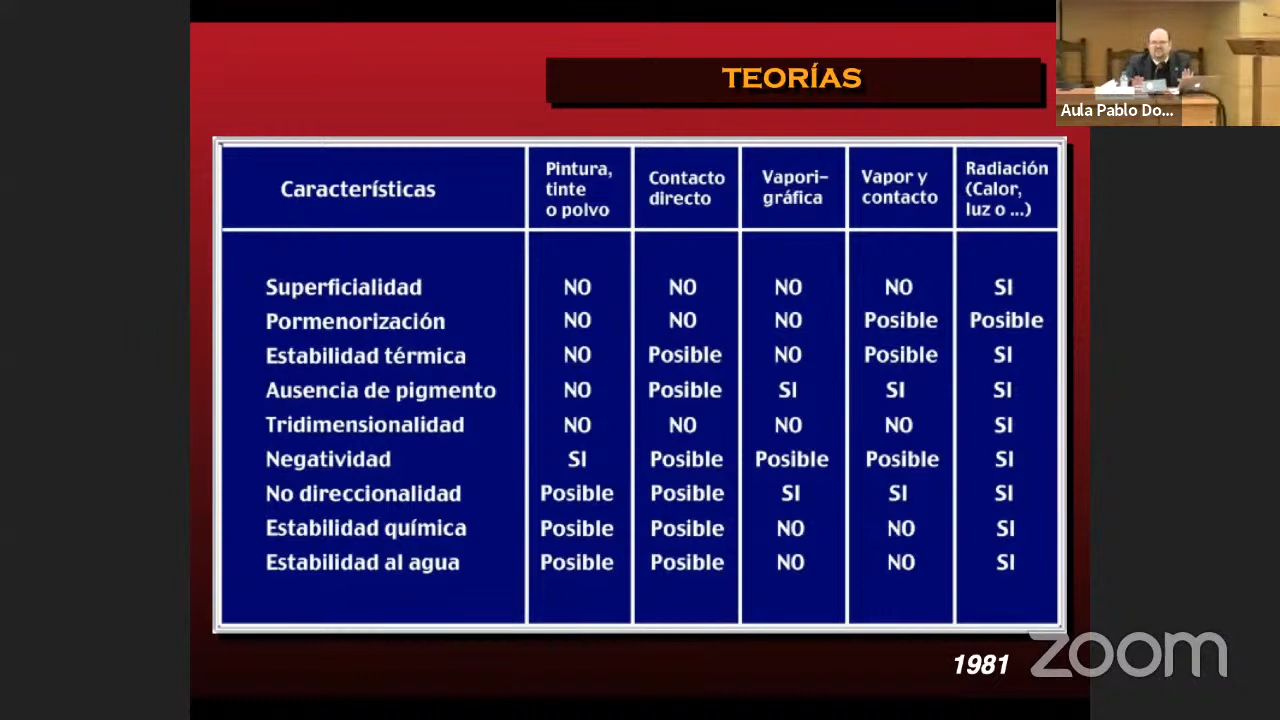 TEORÍAS
Aula Pablo Do...
Características
Pintura,
tinte
o polvo
Contacto
directo
Vapori-
gráfica
Vapor y
contacto
Radiación
(Calor,
luz o ...)
Superficialidad NO NO NO NO SI
Pormenorización NO NO NO Posible Posible
Estabilidad térmica NO Posible NO Posible SI
Ausencia de pigmento NO Posible SI SI SI
Tridimensionalidad NO NO NO NO SI
Negatividad SI Posible Posible Posible SI
No direccionalidad Posible Posible SI SI SI
Estabilidad química Posible Posible NO NO SI
Estabilidad al agua Posible Posible NO NO SI
1981
zoom